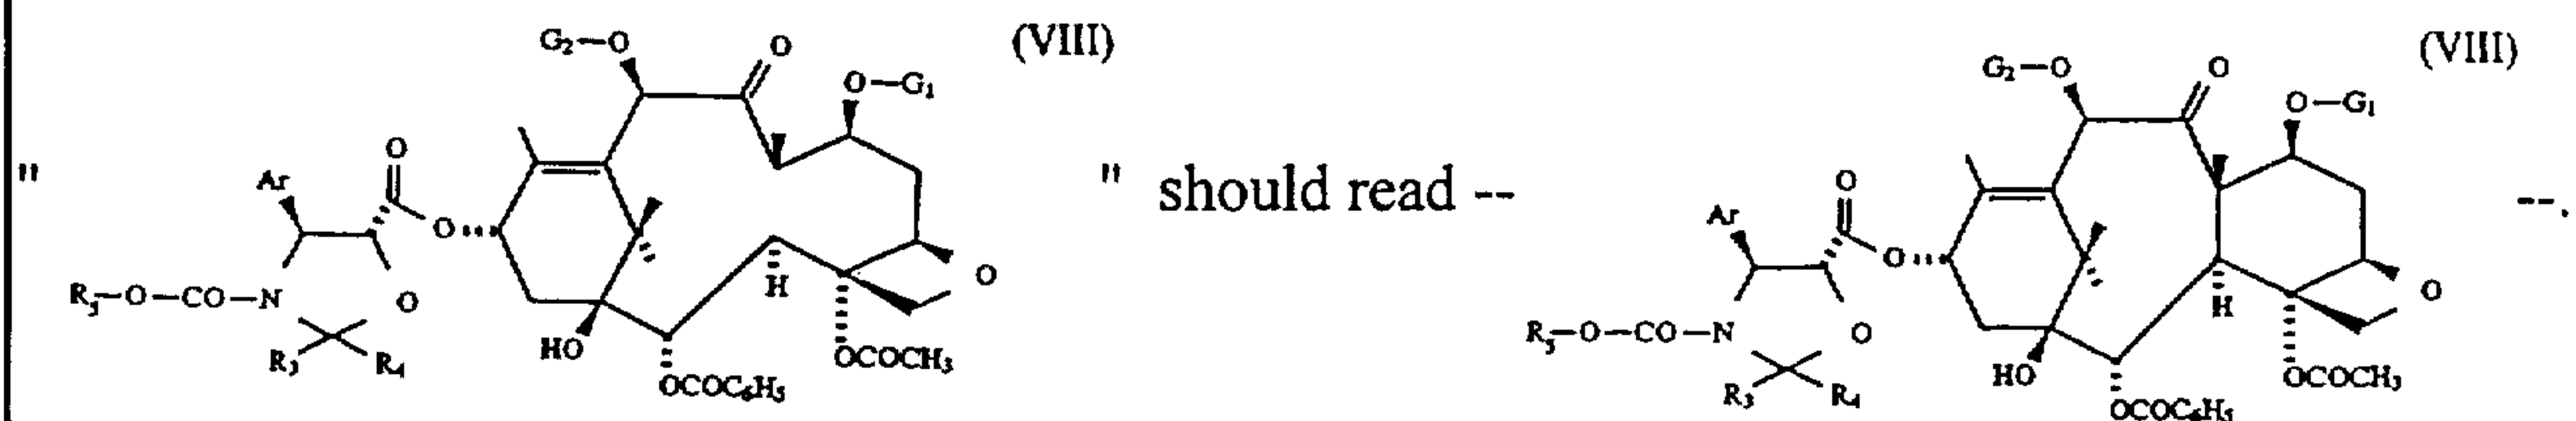 "
G₂—O
O
(VIII)
O—G₁
O
Ar
O
R₅—O—CO—N
O
R₃ R₄
HO
H
O
OCOCH₃
OCOC₆H₅
" should read --
G₂—O
O
(VIII)
O—G₁
O
Ar
O
R₅—O—CO—N
O
R₃ R₄
HO
H
O
OCOCH₃
OCOC₆H₅
--.